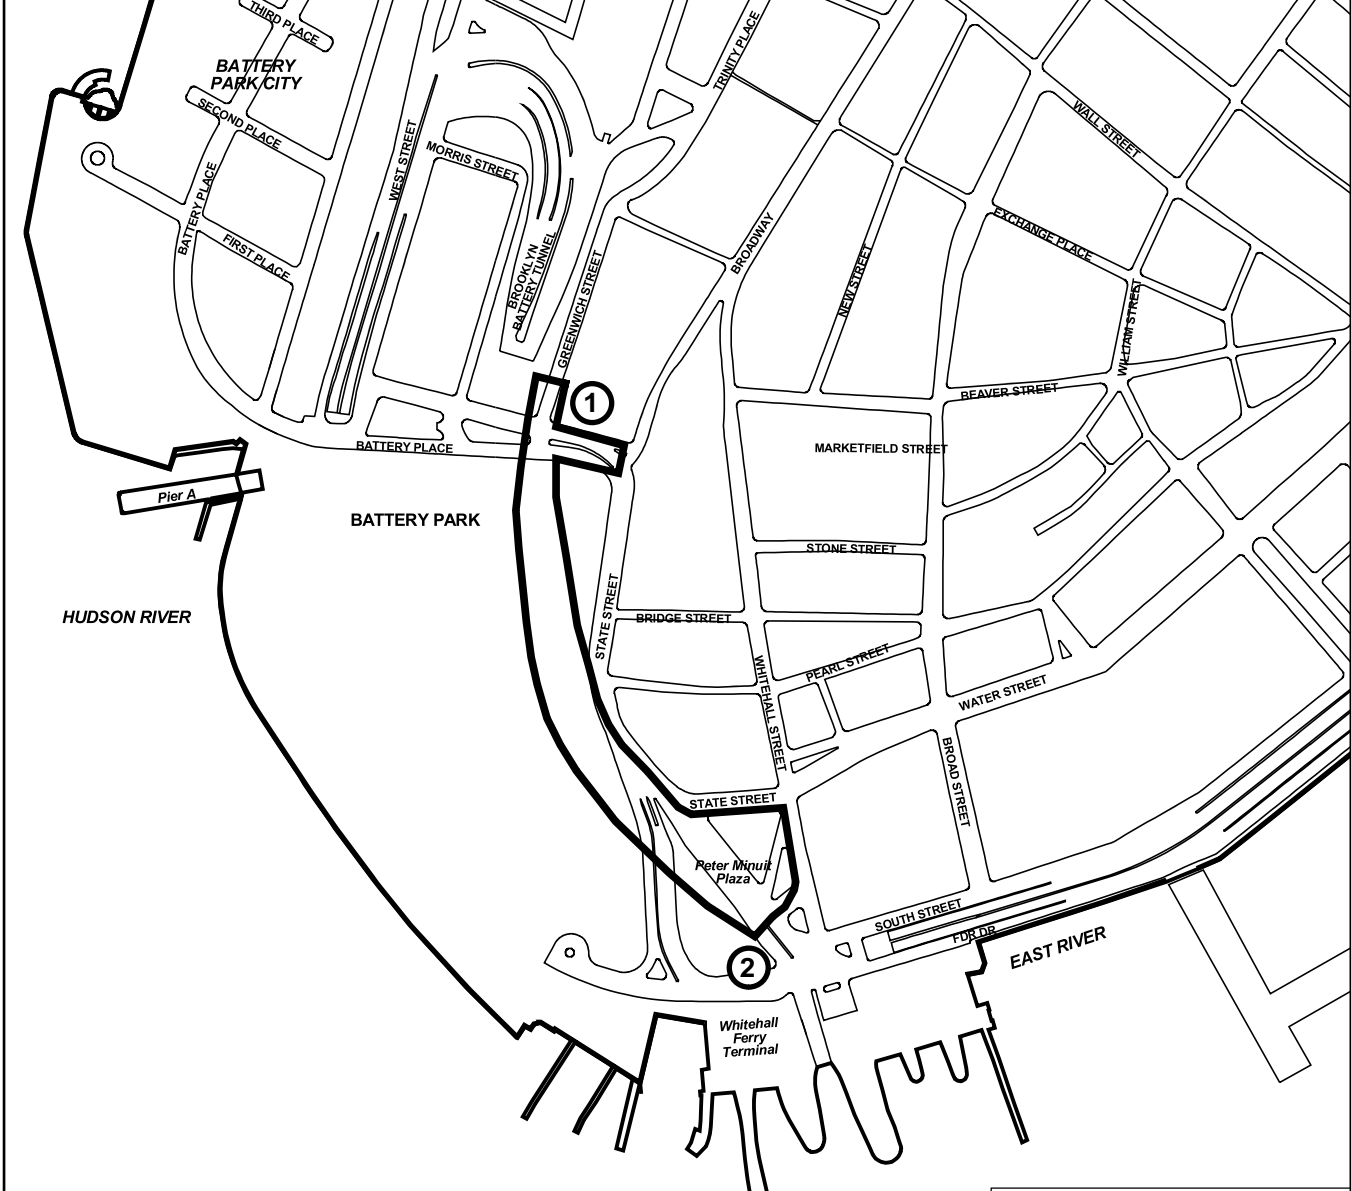 THIRD PLACE
TRINITY PLACE
BATTERY
PARK CITY
SECOND PLACE
WALL STREET
WEST STREET
MORRIS STREET
BATTERY PLACE
EXCHANGE PLACE
BROADWAY
FIRST PLACE
BROOKLYN
BATTERY TUNNEL
NEW STREET
GREENWICH STREET
WILLIAM STREET
1
BEAVER STREET
BATTERY PLACE
MARKETFIELD STREET
Pier A
BATTERY PARK
STONE STREET
HUDSON RIVER
STATE STREET
BRIDGE STREET
PEARL STREET
WHITEHALL STREET
WATER STREET
BROAD STREET
STATE STREET
Peter Minuit
Plaza
SOUTH STREET
FDR DR
EAST RIVER
2
Whitehall
Ferry
Terminal